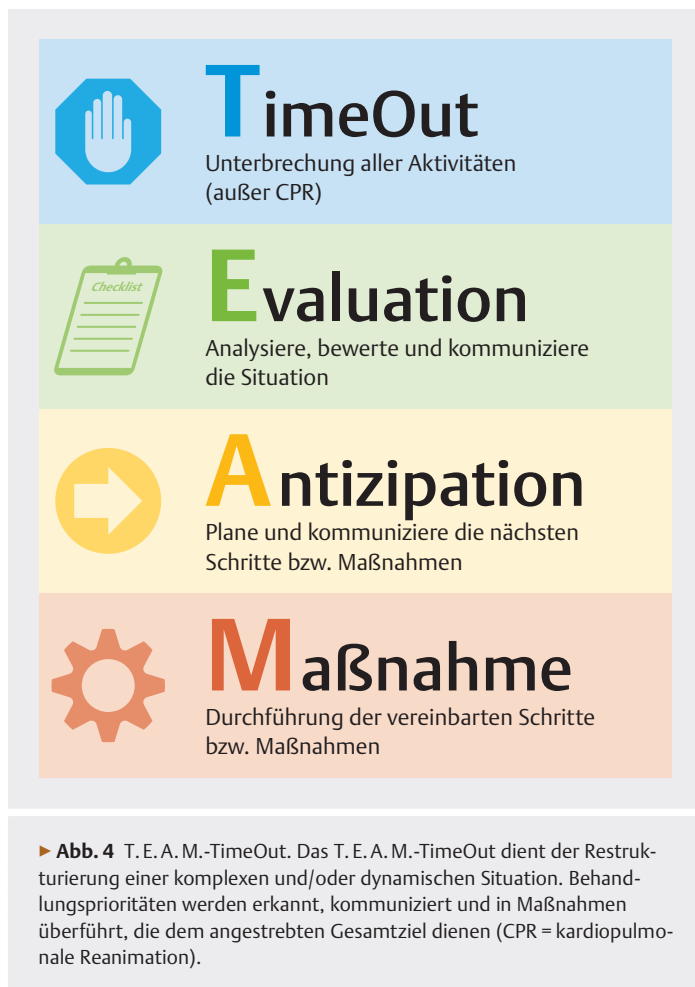 TimeOut
Unterbrechung aller Aktivitäten
(außer CPR)
Checklist
Evaluation
Analysiere, bewerte und kommuniziere
die Situation
Antizipation
Plane und kommuniziere die nächsten
Schritte bzw. Maßnahmen
Maßnahme
Durchführung der vereinbarten Schritte
bzw. Maßnahmen
▶ Abb. 4 T. E. A. M.-TimeOut. Das T. E. A. M.-TimeOut dient der Restruk-
turierung einer komplexen und/oder dynamischen Situation. Behand-
lungsprioritäten werden erkannt, kommuniziert und in Maßnahmen
überführt, die dem angestrebten Gesamtziel dienen (CPR = kardiopulmo-
nale Reanimation).